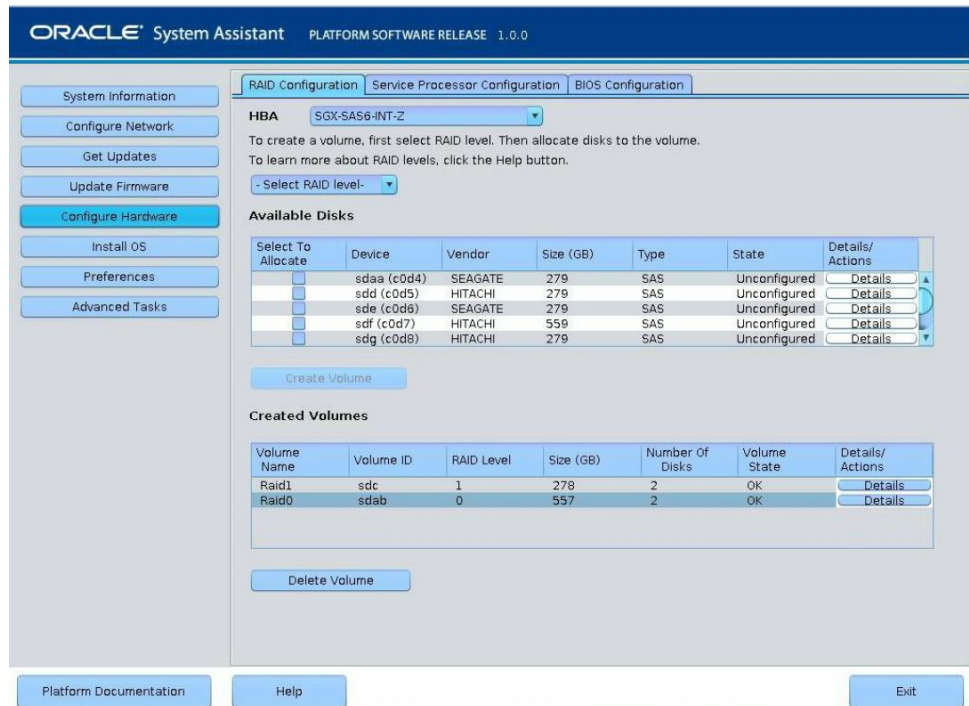 ORACLE® System Assistant PLATFORM SOFTWARE RELEASE 1.0.0
System Information
Configure Network
Get Updates
Update Firmware
Configure Hardware
Install OS
Preferences
Advanced Tasks
RAID Configuration Service Processor Configuration BIOS Configuration
HBA SGX-SAS6-INT-Z
To create a volume, first select RAID level. Then allocate disks to the volume.
To learn more about RAID levels, click the Help button.
- Select RAID level-
Available Disks
Select To Allocate Device Vendor Size (GB) Type State Details/ Actions
sdaa (c0d4) SEAGATE 279 SAS Unconfigured Details
sdd (c0d5) HITACHI 279 SAS Unconfigured Details
sde (c0d6) SEAGATE 279 SAS Unconfigured Details
sdf (c0d7) HITACHI 559 SAS Unconfigured Details
sdg (c0d8) HITACHI 279 SAS Unconfigured Details
Create Volume
Created Volumes
Volume Name Volume ID RAID Level Size (GB) Number Of Disks Volume State Details/ Actions
Raid1 sdc 1 278 2 OK Details
Raid0 sdab 0 557 2 OK Details
Delete Volume
Platform Documentation Help Exit